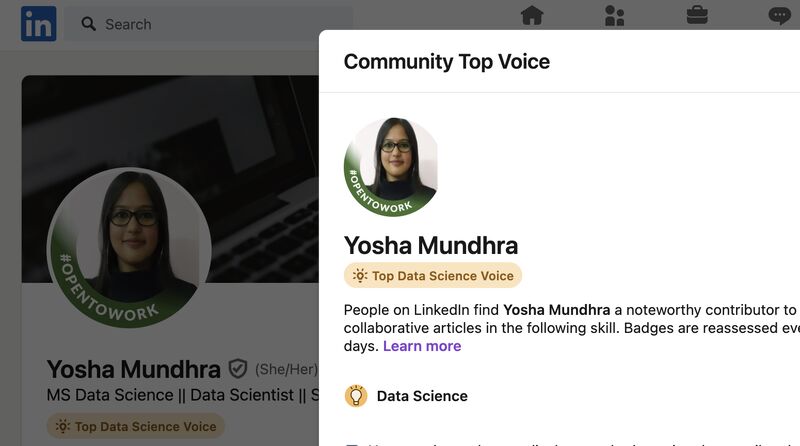 in
Search
Community Top Voice
#OPENTOWORK
Yosha Mundhra
Top Data Science Voice
People on LinkedIn find Yosha Mundhra a noteworthy contributor to
collaborative articles in the following skill. Badges are reassessed eve
days. Learn more
Data Science
#OPENTOWORK
Yosha Mundhra (She/Her)
MS Data Science || Data Scientist || S
Top Data Science Voice